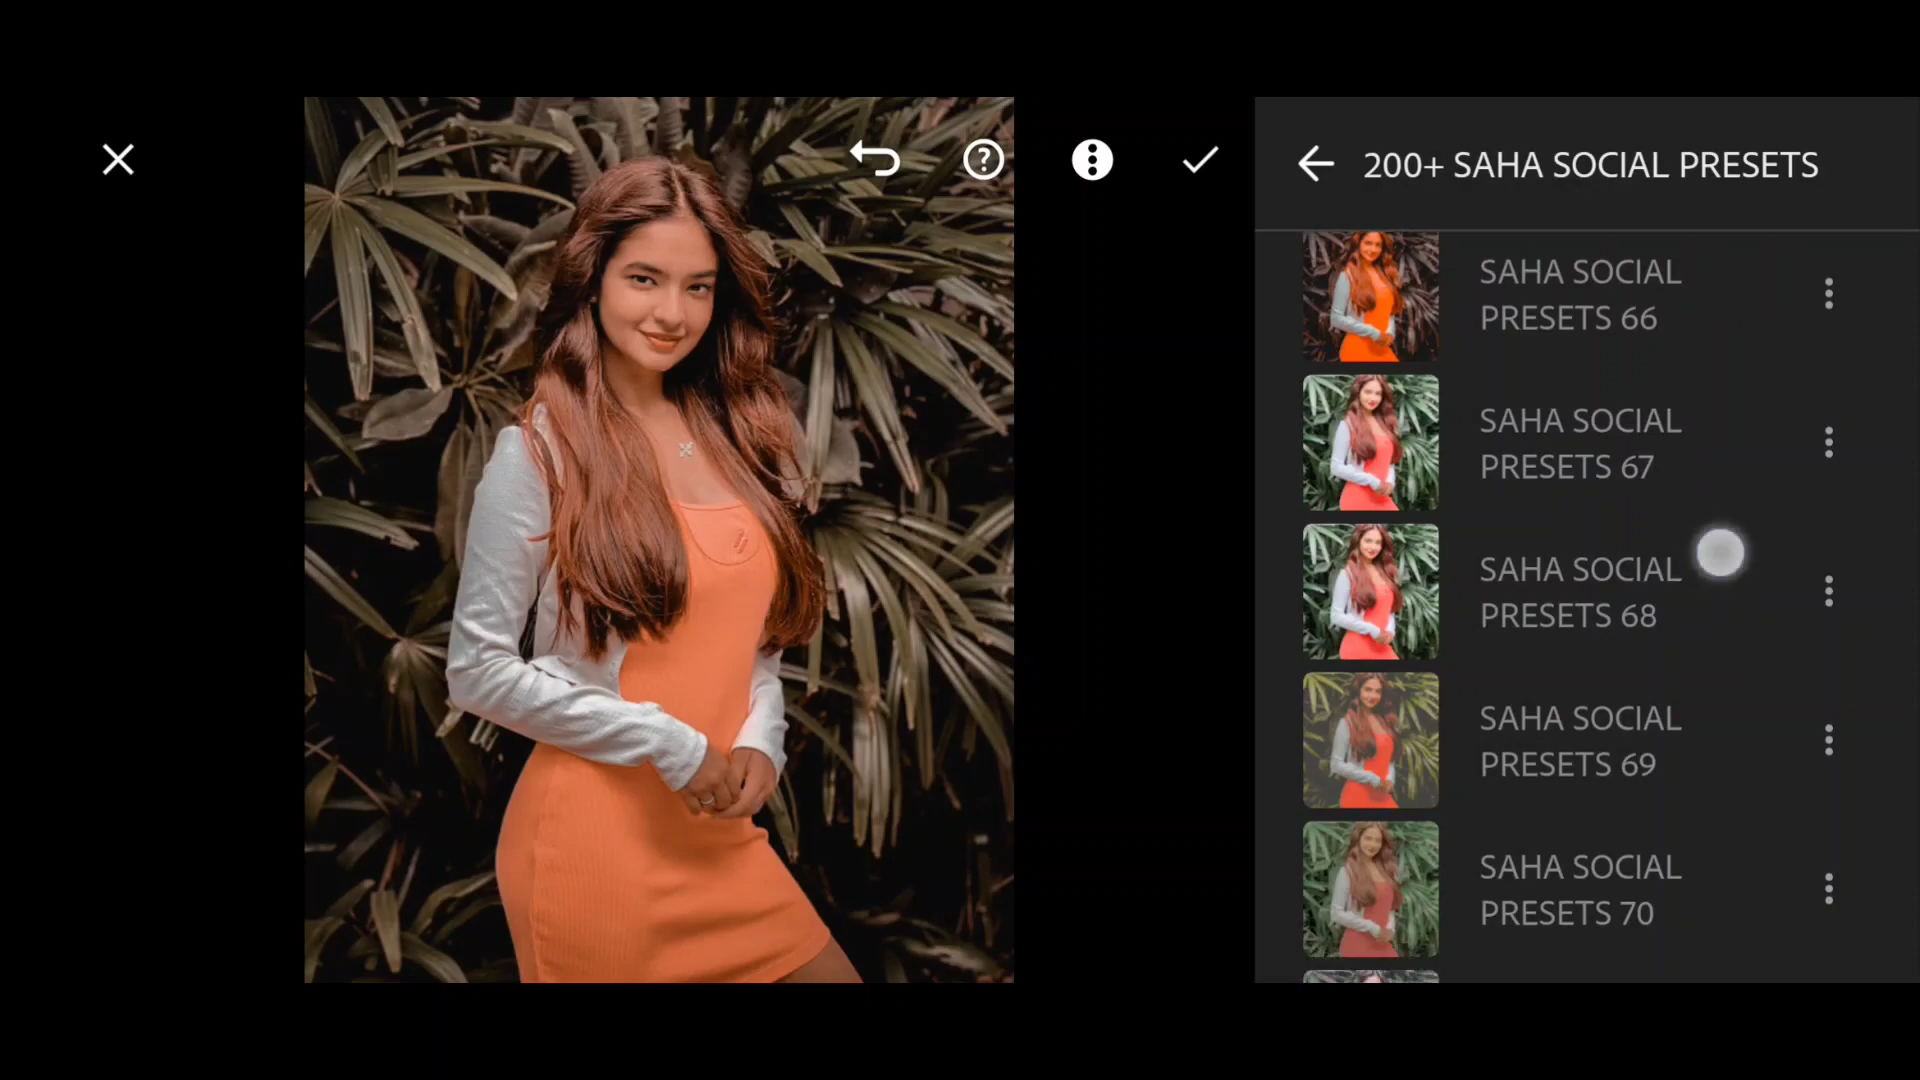 200+ SAHA SOCIAL PRESETS
SAHA SOCIAL
PRESETS 66
SAHA SOCIAL
PRESETS 67
SAHA SOCIAL
PRESETS 68
SAHA SOCIAL
PRESETS 69
SAHA SOCIAL
PRESETS 70